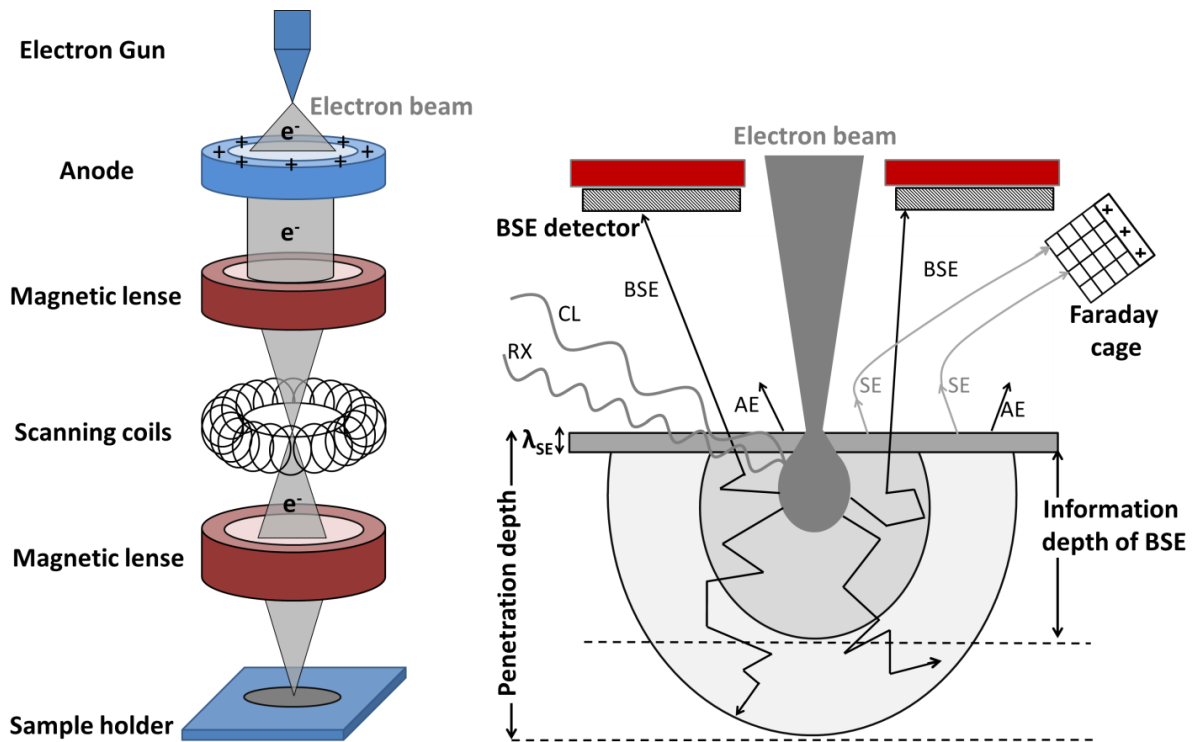 Electron Gun
Electron beam
e-
Anode
+ + + + + + +
e-
Magnetic lense
Scanning coils
e-
Magnetic lense
Sample holder
Electron beam
BSE detector
BSE
BSE
+
+
+
Faraday
cage
CL
RX
SE
SE
AE
AE
λSE
Penetration depth
Information
depth of BSE